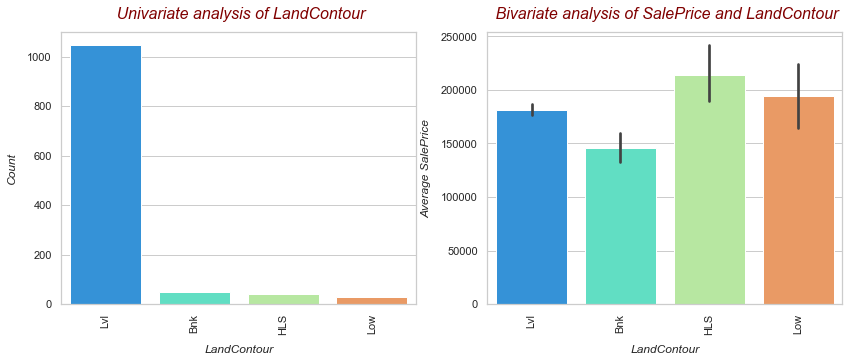 Univariate analysis of LandContour
1000
800
600
400
200
0
Count
Lvl
Bnk
HLS
Low
LandContour
Bivariate analysis of SalePrice and LandContour
250000
200000
150000
100000
50000
0
Average SalePrice
Lvl
Bnk
HLS
Low
LandContour